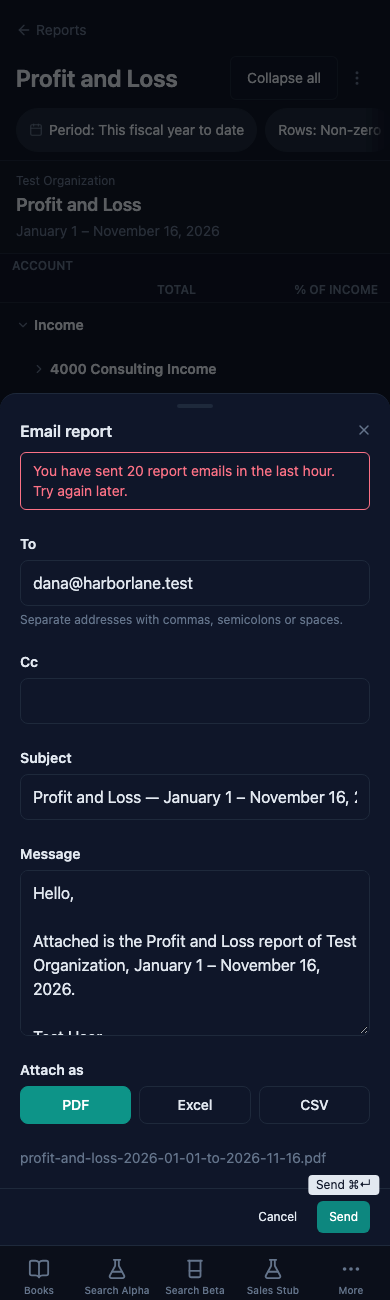 Reports
Profit and Loss
Collapse all
Period: This fiscal year to date
Rows: Non-zero
Test Organization
Profit and Loss
January 1 – November 16, 2026
ACCOUNT
TOTAL
% OF INCOME
Income
4000 Consulting Income
Email report
You have sent 20 report emails in the last hour.
Try again later.
To
dana@harborlane.test
Separate addresses with commas, semicolons or spaces.
Cc
Subject
Profit and Loss — January 1 – November 16,
Message
Hello,
Attached is the Profit and Loss report of Test
Organization, January 1 – November 16,
2026.
Test User
Attach as
PDF
Excel
CSV
profit-and-loss-2026-01-01-to-2026-11-16.pdf
Send ⌘↵
Cancel
Send
Books
Search Alpha
Search Beta
Sales Stub
More